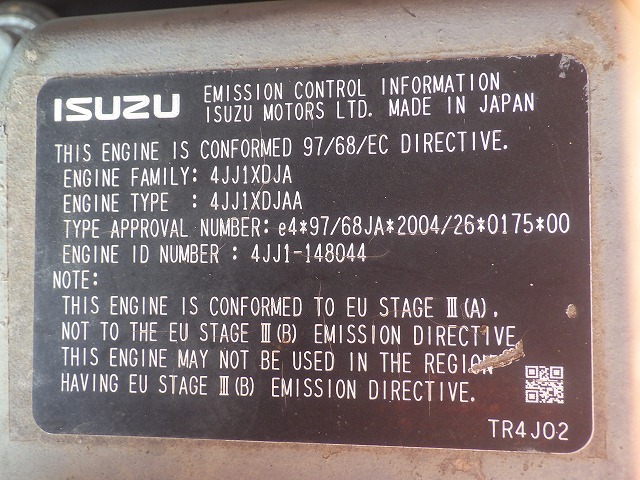 ISUZU EMISSION CONTROL INFORMATION
ISUZU MOTORS LTD. MADE IN JAPAN
THIS ENGINE IS CONFORMED 97/68/EC DIRECTIVE.
ENGINE FAMILY: 4JJ1XDJA
ENGINE TYPE : 4JJ1XDJAA
TYPE APPROVAL NUMBER: e4*97/68JA*2004/26*0175*00
ENGINE ID NUMBER : 4JJ1-148044
NOTE:
THIS ENGINE IS CONFORMED TO EU STAGE Ⅲ(A).
NOT TO THE EU STAGE Ⅲ(B) EMISSION DIRECTIVE
THIS ENGINE MAY NOT BE USED IN THE REGION
HAVING EU STAGE Ⅲ(B) EMISSION DIRECTIVE.
TR4J02